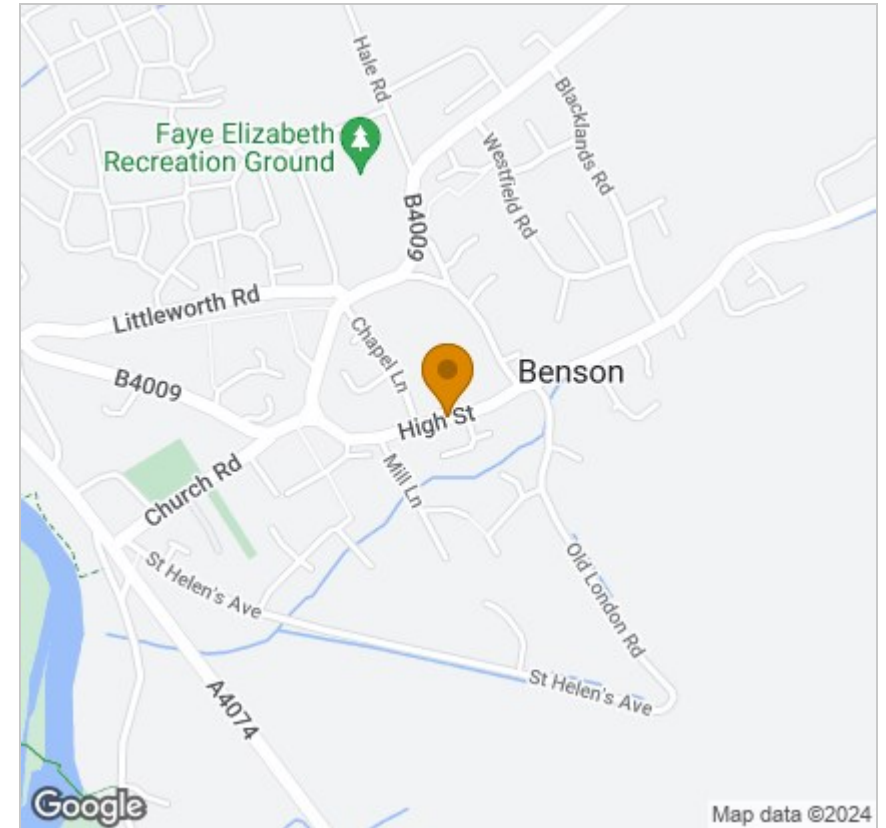 Hale Rd
Blacklands Rd
Faye Elizabeth
Recreation Ground
Westfield Rd
B4009
Littleworth Rd
Chapel Ln
Benson
B4009
High St
Church Rd
Mill Ln
St Helen's Ave
Old London Rd
St Helen's Ave
A4074
Google
Map data ©2024